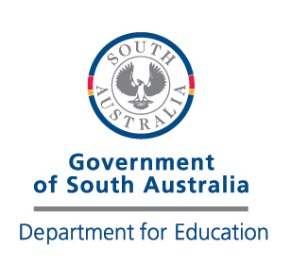 SOUTH
AUSTRALIA
Government
of South Australia
Department for Education